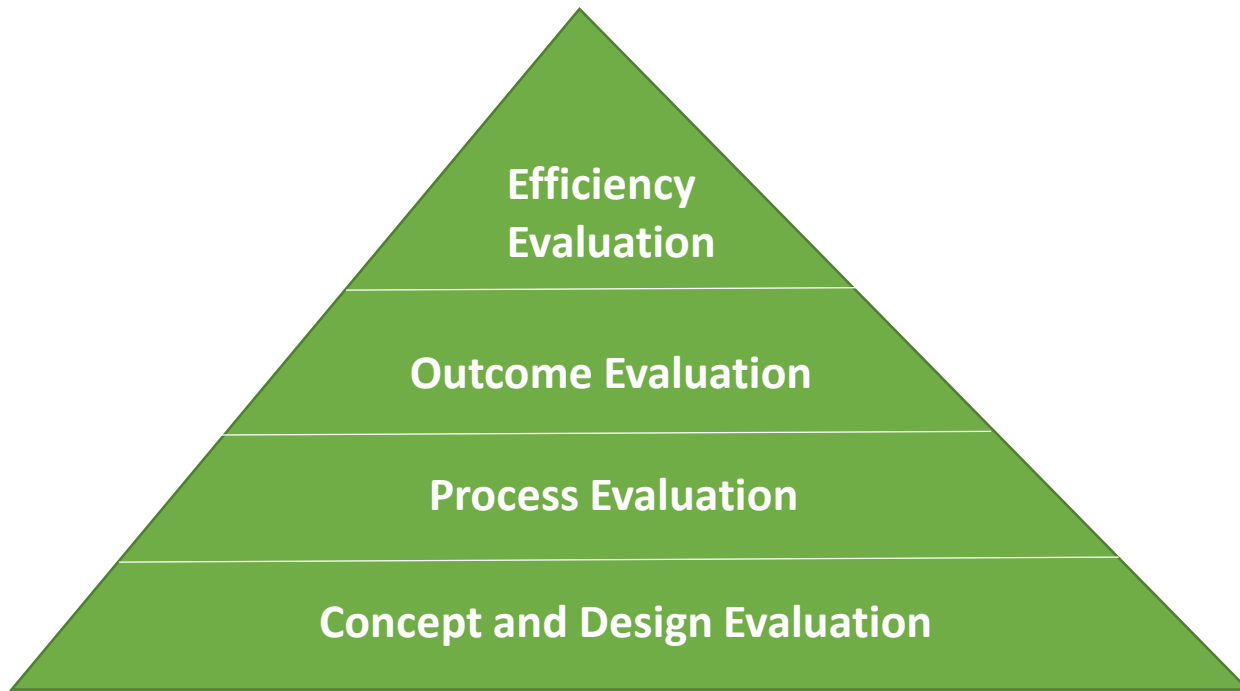 Efficiency
Evaluation
Outcome Evaluation
Process Evaluation
Concept and Design Evaluation